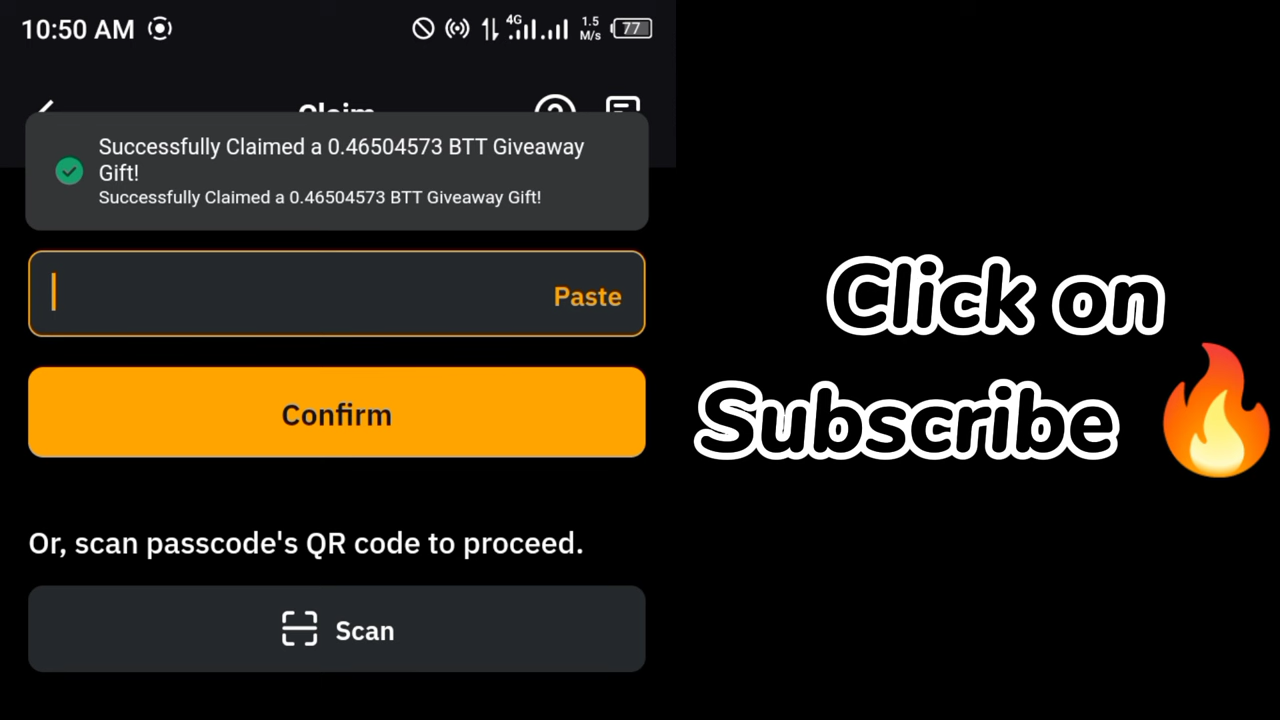 10:50 AM
4G
1.5
M/s
77
Claim
Successfully Claimed a 0.46504573 BTT Giveaway
Gift!
Successfully Claimed a 0.46504573 BTT Giveaway Gift!
Paste
Confirm
Or, scan passcode's QR code to proceed.
Scan
Click on
Subscribe 🔥